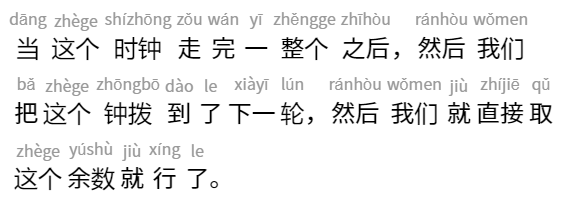 dāng zhège shízhōng zǒu wán yī zhěngge zhīhòu ránhòu wǒmen
当 这个 时钟 走 完 一 整个 之后，然后 我们
bǎ zhège zhōngbō dào le xiàyī lún ránhòu wǒmen jiù zhíjiē qǔ
把 这个 钟拨 到 了 下一 轮，然后 我们 就 直接 取
zhège yúshù jiù xíng le
这个 余数 就 行 了。